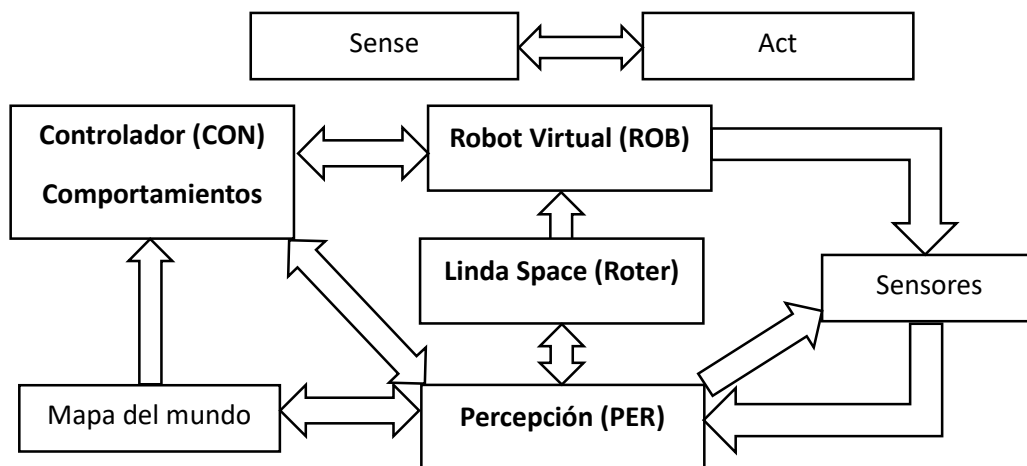 Sense
Act
Controlador (CON)
Comportamientos
Robot Virtual (ROB)
Linda Space (Roter)
Sensores
Mapa del mundo
Percepción (PER)